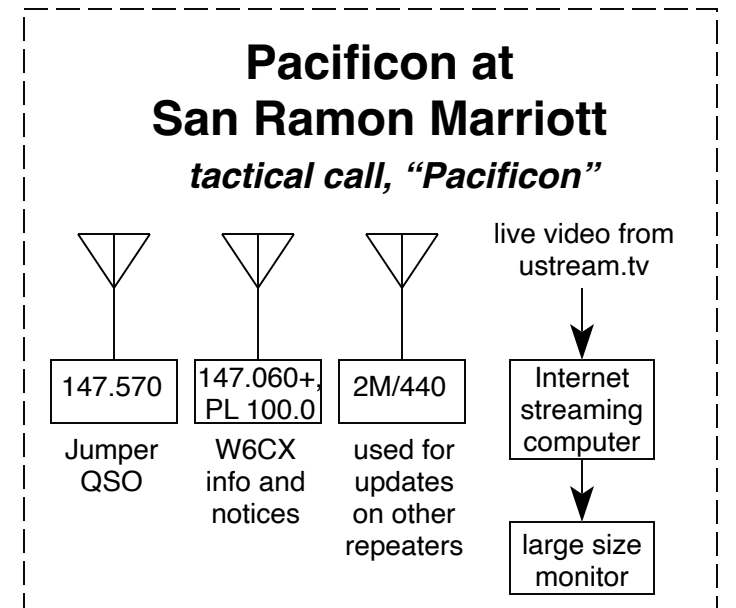 Pacificon at
San Ramon Marriott
tactical call, “Pacificon”
147.570
Jumper
QSO
147.060+,
PL 100.0
W6CX
info and
notices
2M/440
used for
updates
on other
repeaters
live video from
ustream.tv
Internet
streaming
computer
large size
monitor